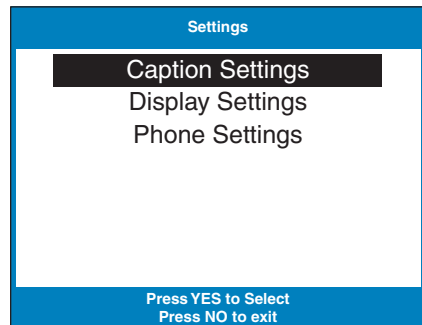 Settings
Caption Settings
Display Settings
Phone Settings
Press YES to Select
Press NO to exit